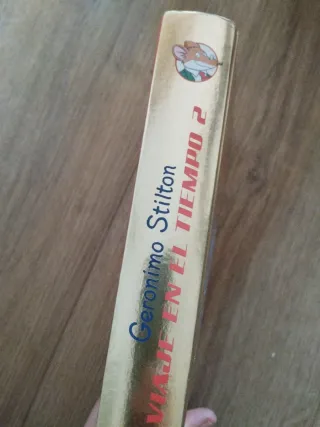 Geronimo Stilton
VIAJE EN EL TIEMPO 2